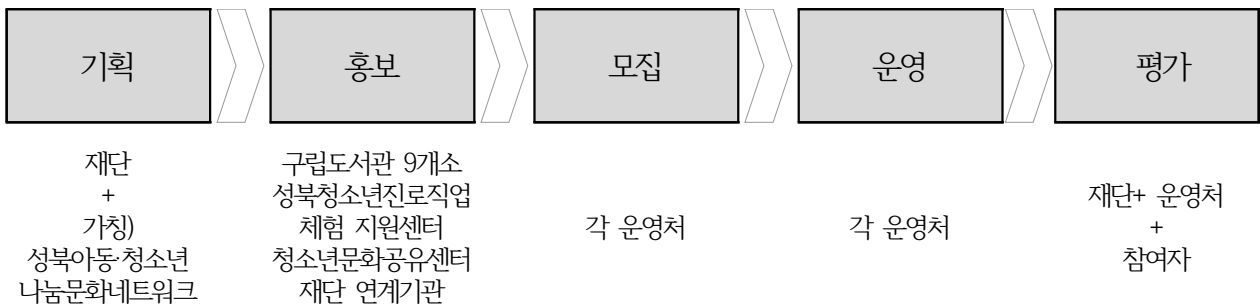 기획
홍보
모집
운영
평가
재단
+
가칭)
성북아동·청소년
나눔문화네트워크
구립도서관 9개소
성북청소년진로직업
체험 지원센터
청소년문화공유센터
재단 연계기관
각 운영처
각 운영처
재단+ 운영처
+
참여자